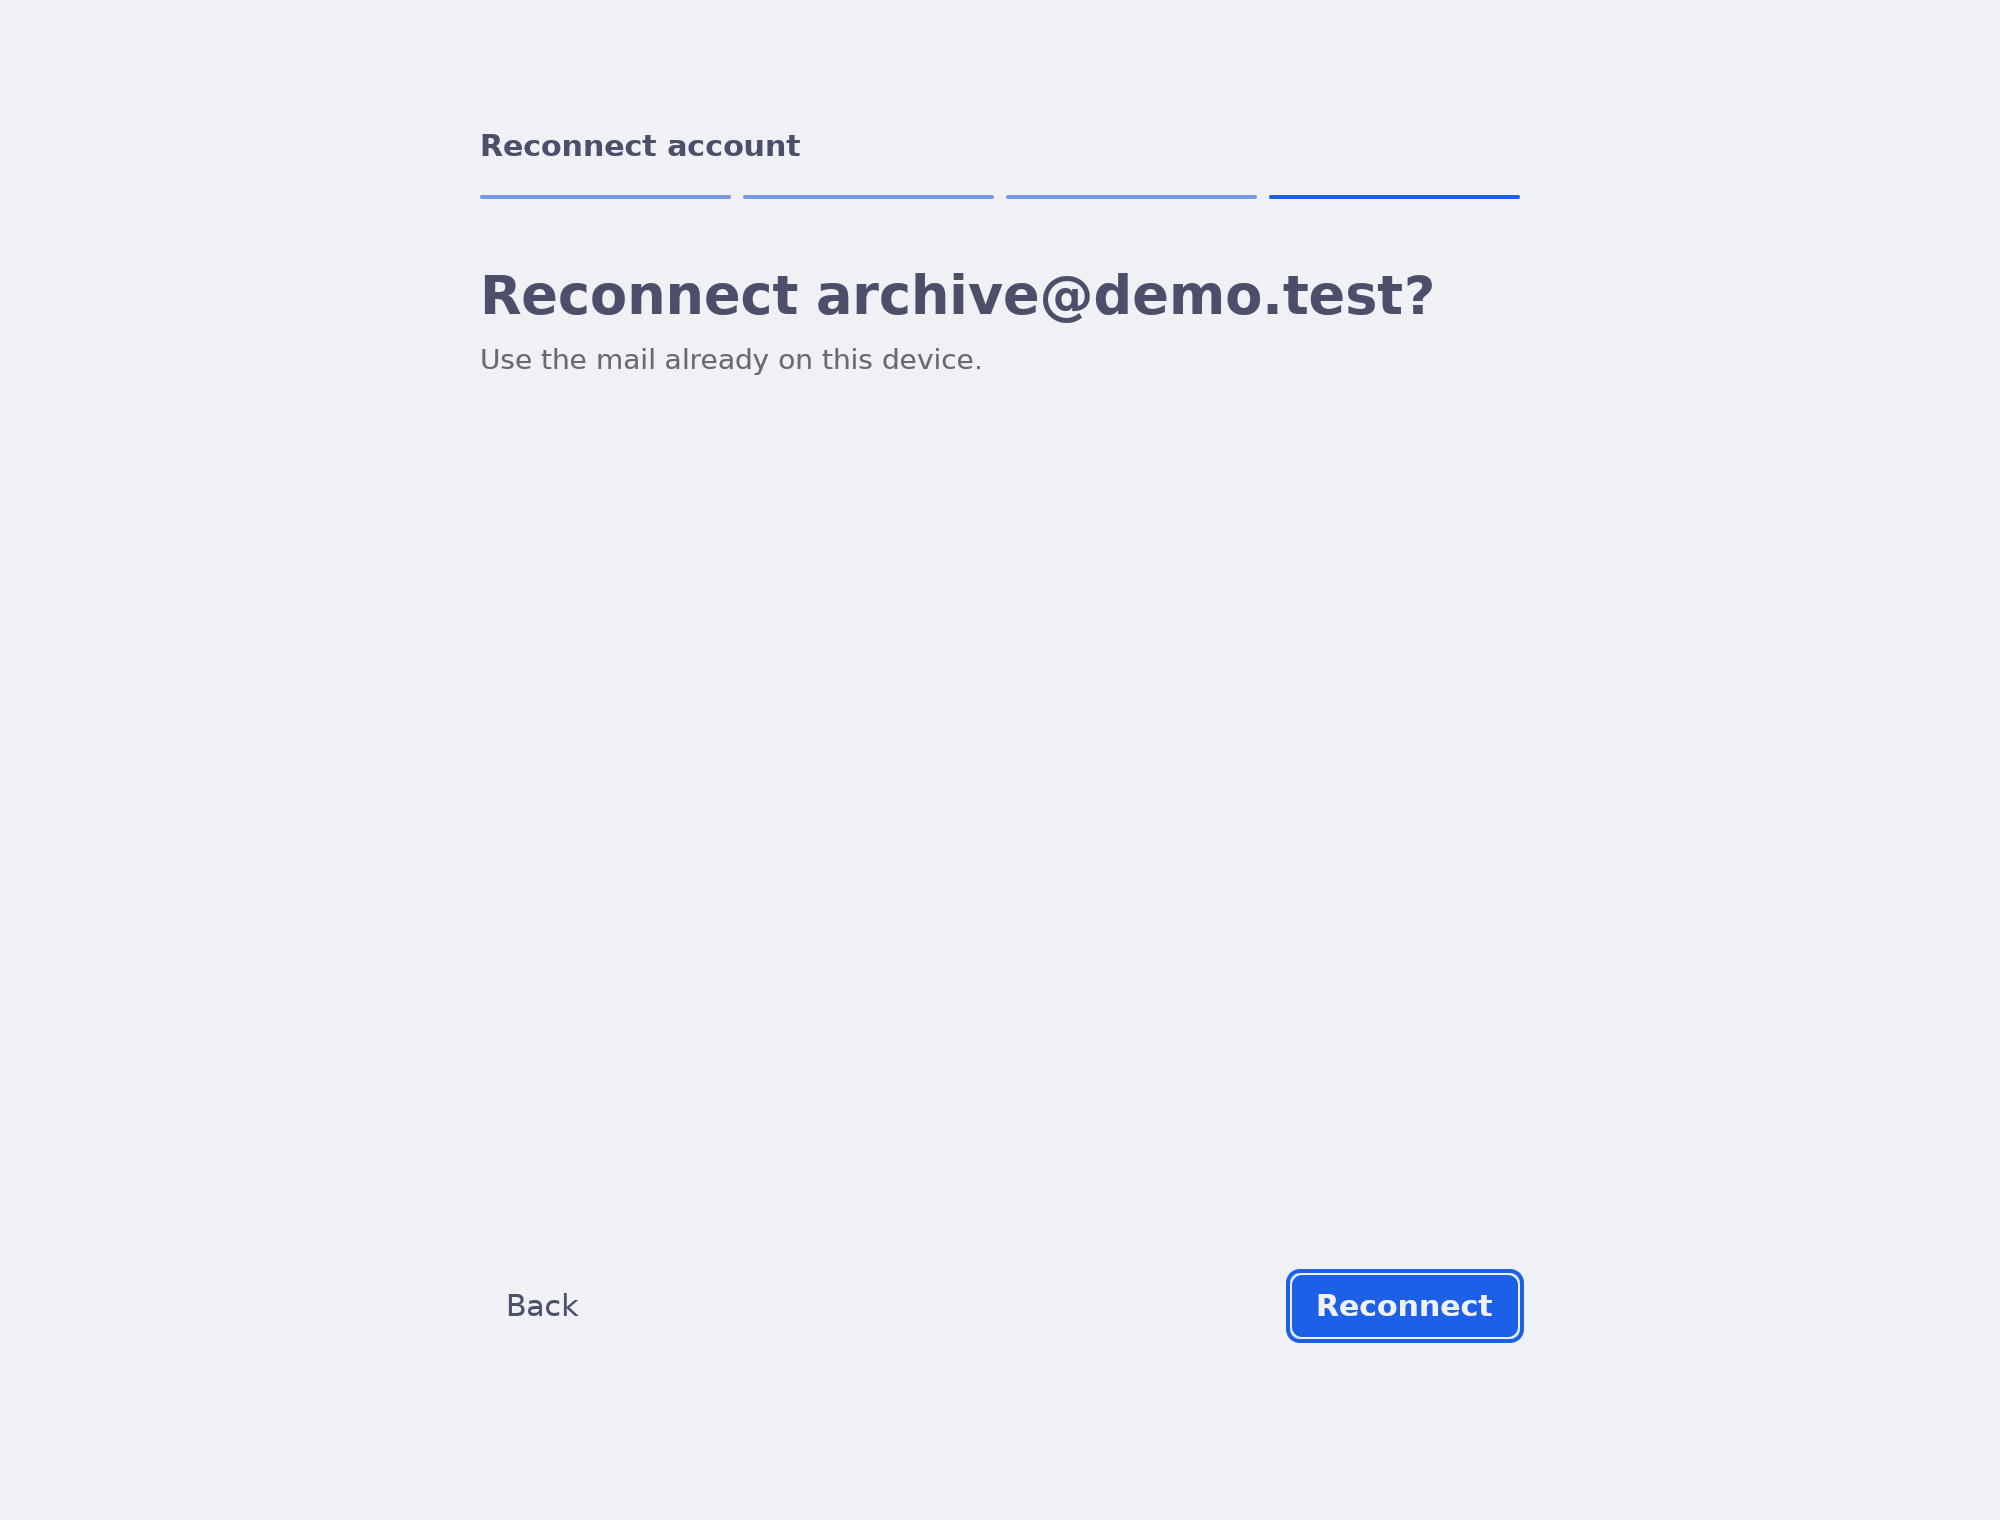 Reconnect account
Reconnect archive@demo.test?
Use the mail already on this device.
Back
Reconnect